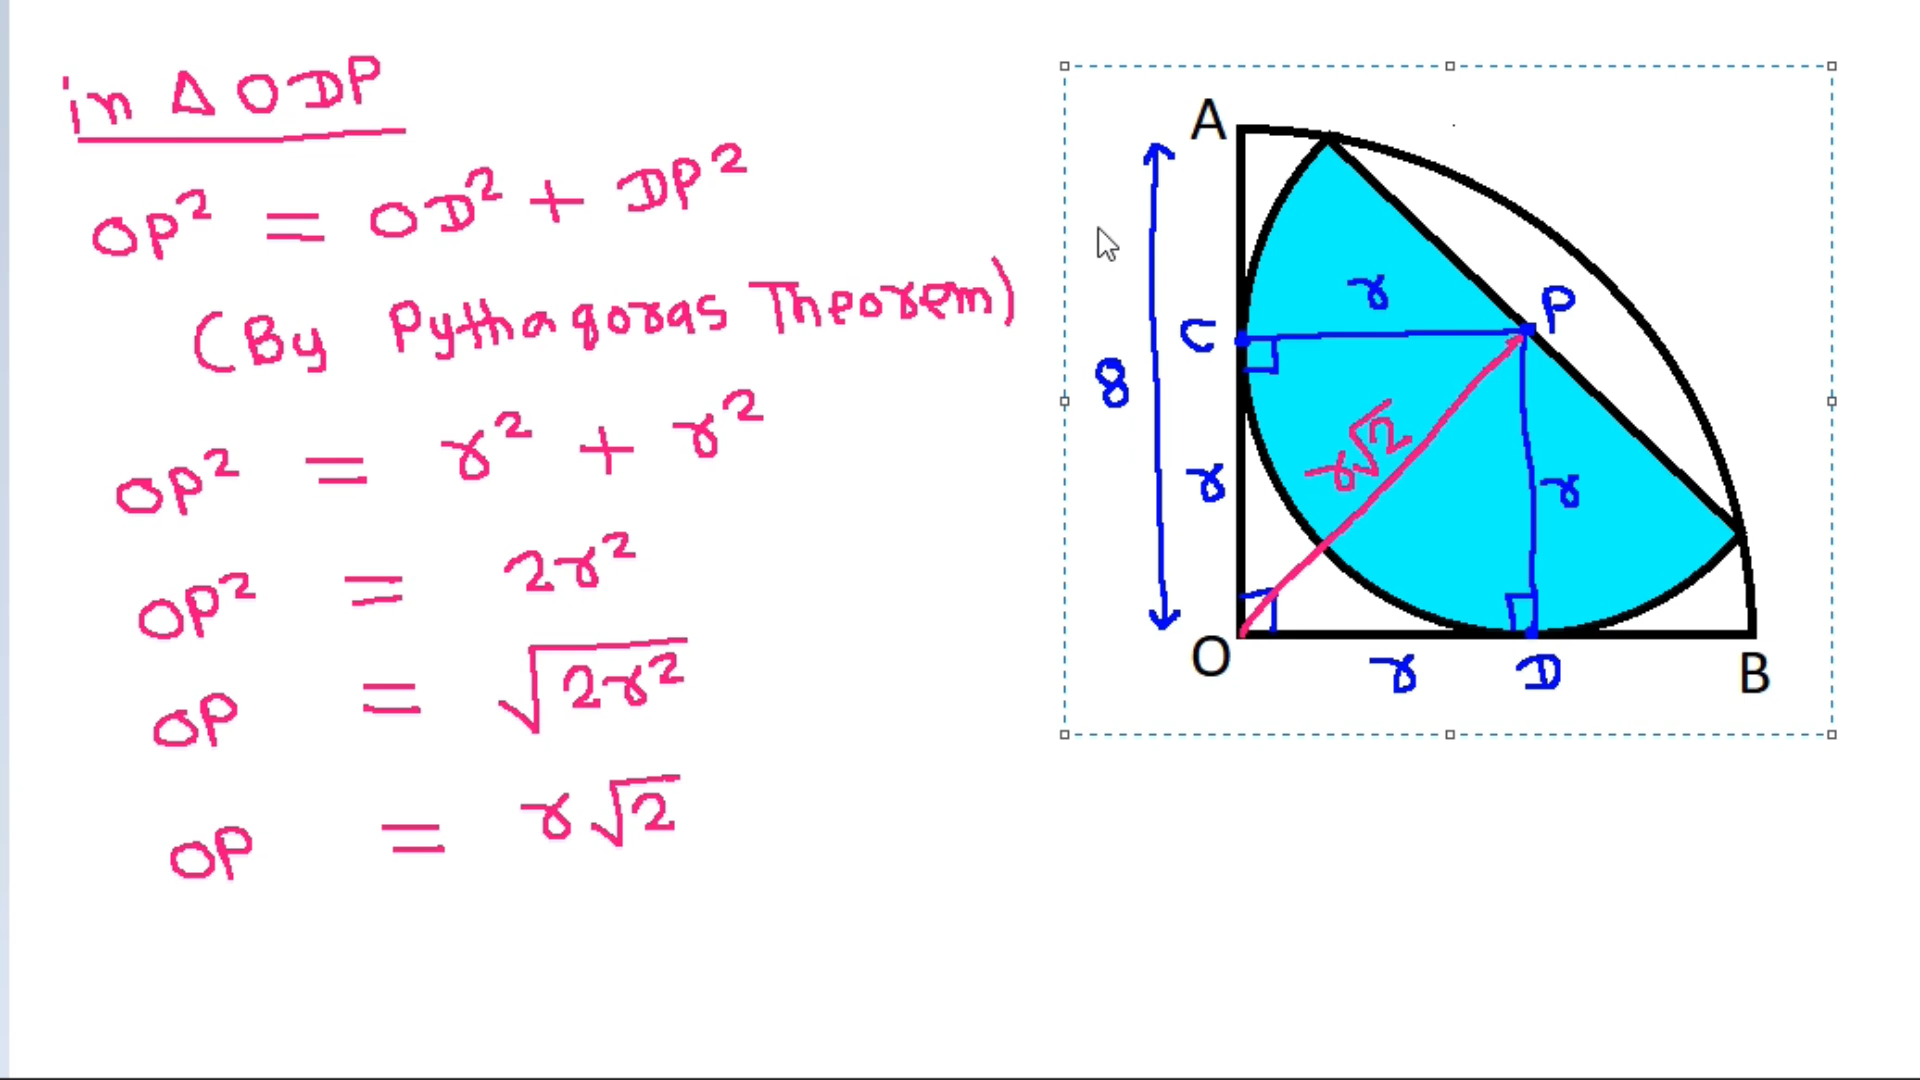 in Δ ODP
OP² = OD² + DP²
(By Pythagoras Theorem)
OP² = r² + r²
OP² = 2r²
OP = √2r²
OP = r√2
A
8
r
P
C
r√2
r
r
O
r
D
B